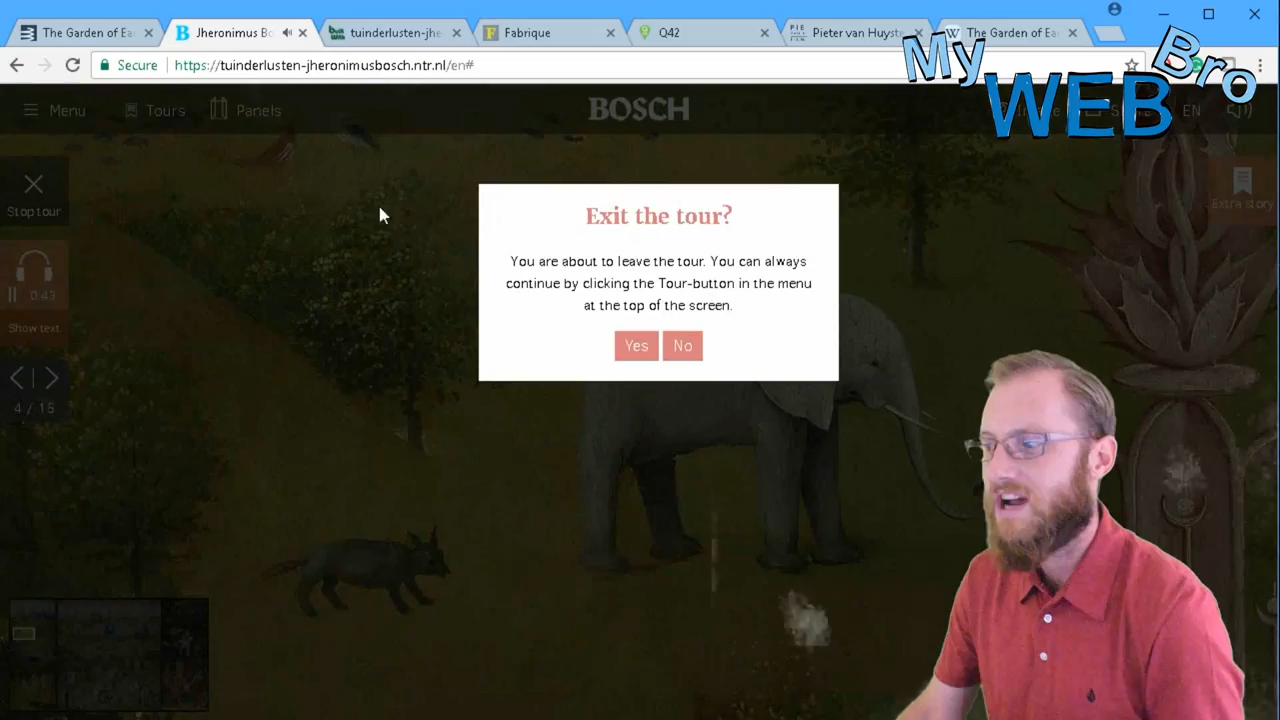 The Garden of Ea
Jheronimus Bo
tuinderlusten-jhe
Fabrique
Q42
Pieter van Huyste
The Garden of Ea
Secure
https://tuinderlusten-jheronimusbosch.ntr.nl/en#
My
WEB
Bro
Menu
Tours
Panels
BOSCH
EN
Stop tour
Extra story
0:43
Show text
4 / 15
Exit the tour?
You are about to leave the tour. You can always
continue by clicking the Tour-button in the menu
at the top of the screen.
Yes
No